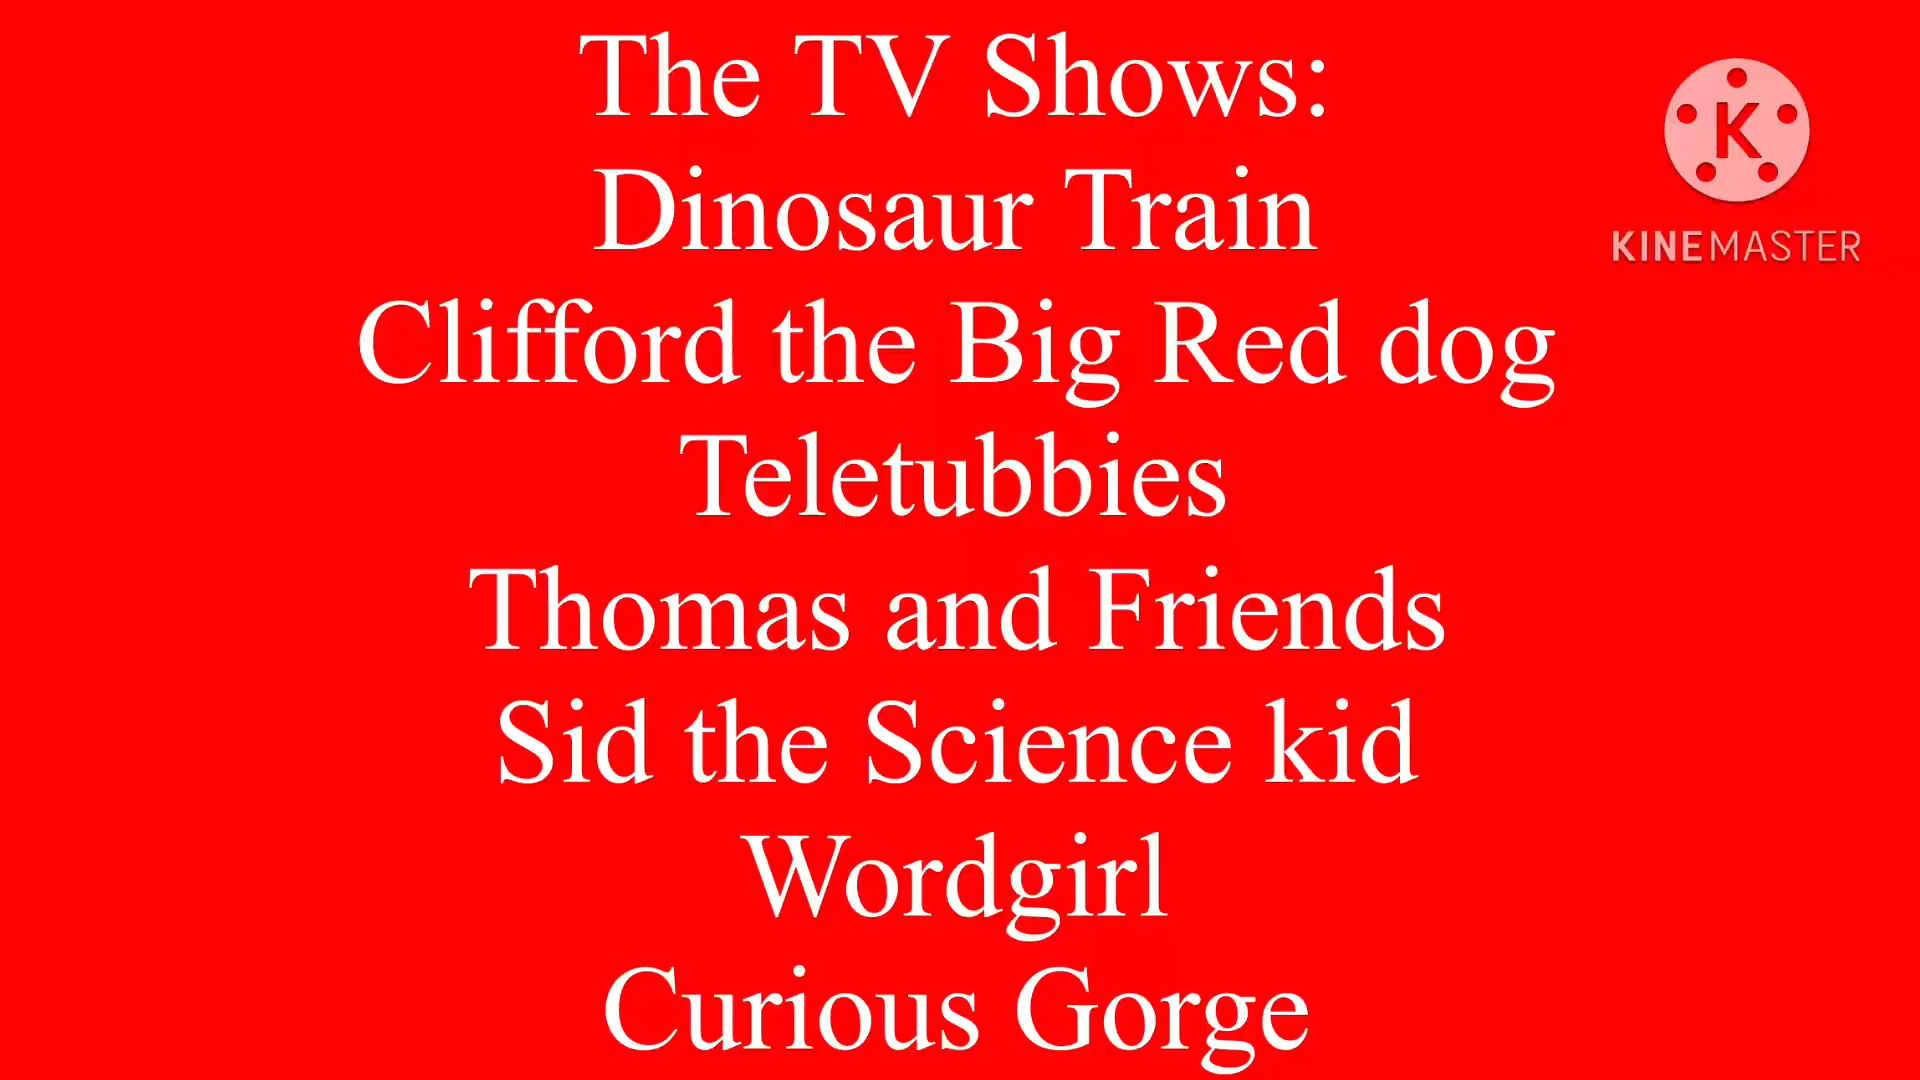 The TV Shows:
Dinosaur Train
Clifford the Big Red dog
Teletubbies
Thomas and Friends
Sid the Science kid
Wordgirl
Curious Gorge
K
KINEMASTER